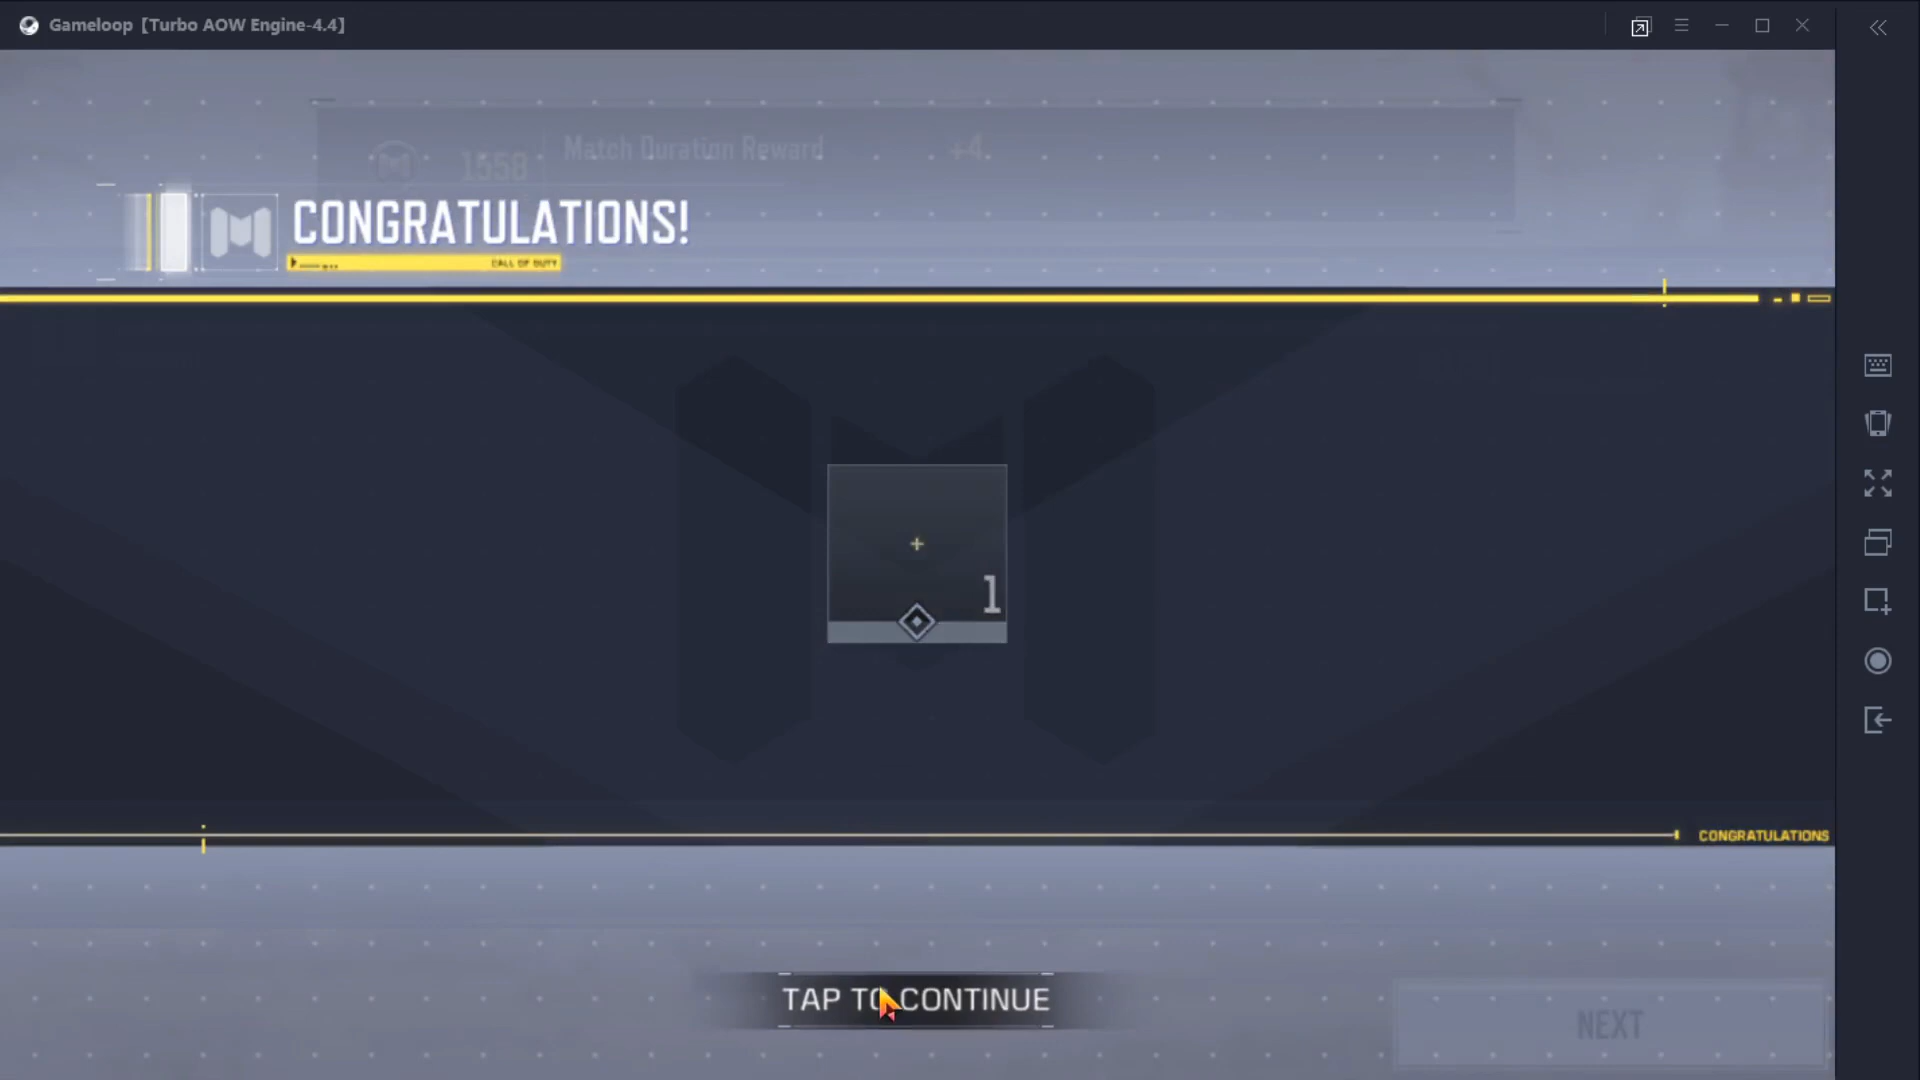 Gameloop【Turbo AOW Engine-4.4】
1558 Match Duration Reward +4
CONGRATULATIONS!
CALL OF DUTY
1
CONGRATULATIONS
TAP TO CONTINUE
NEXT